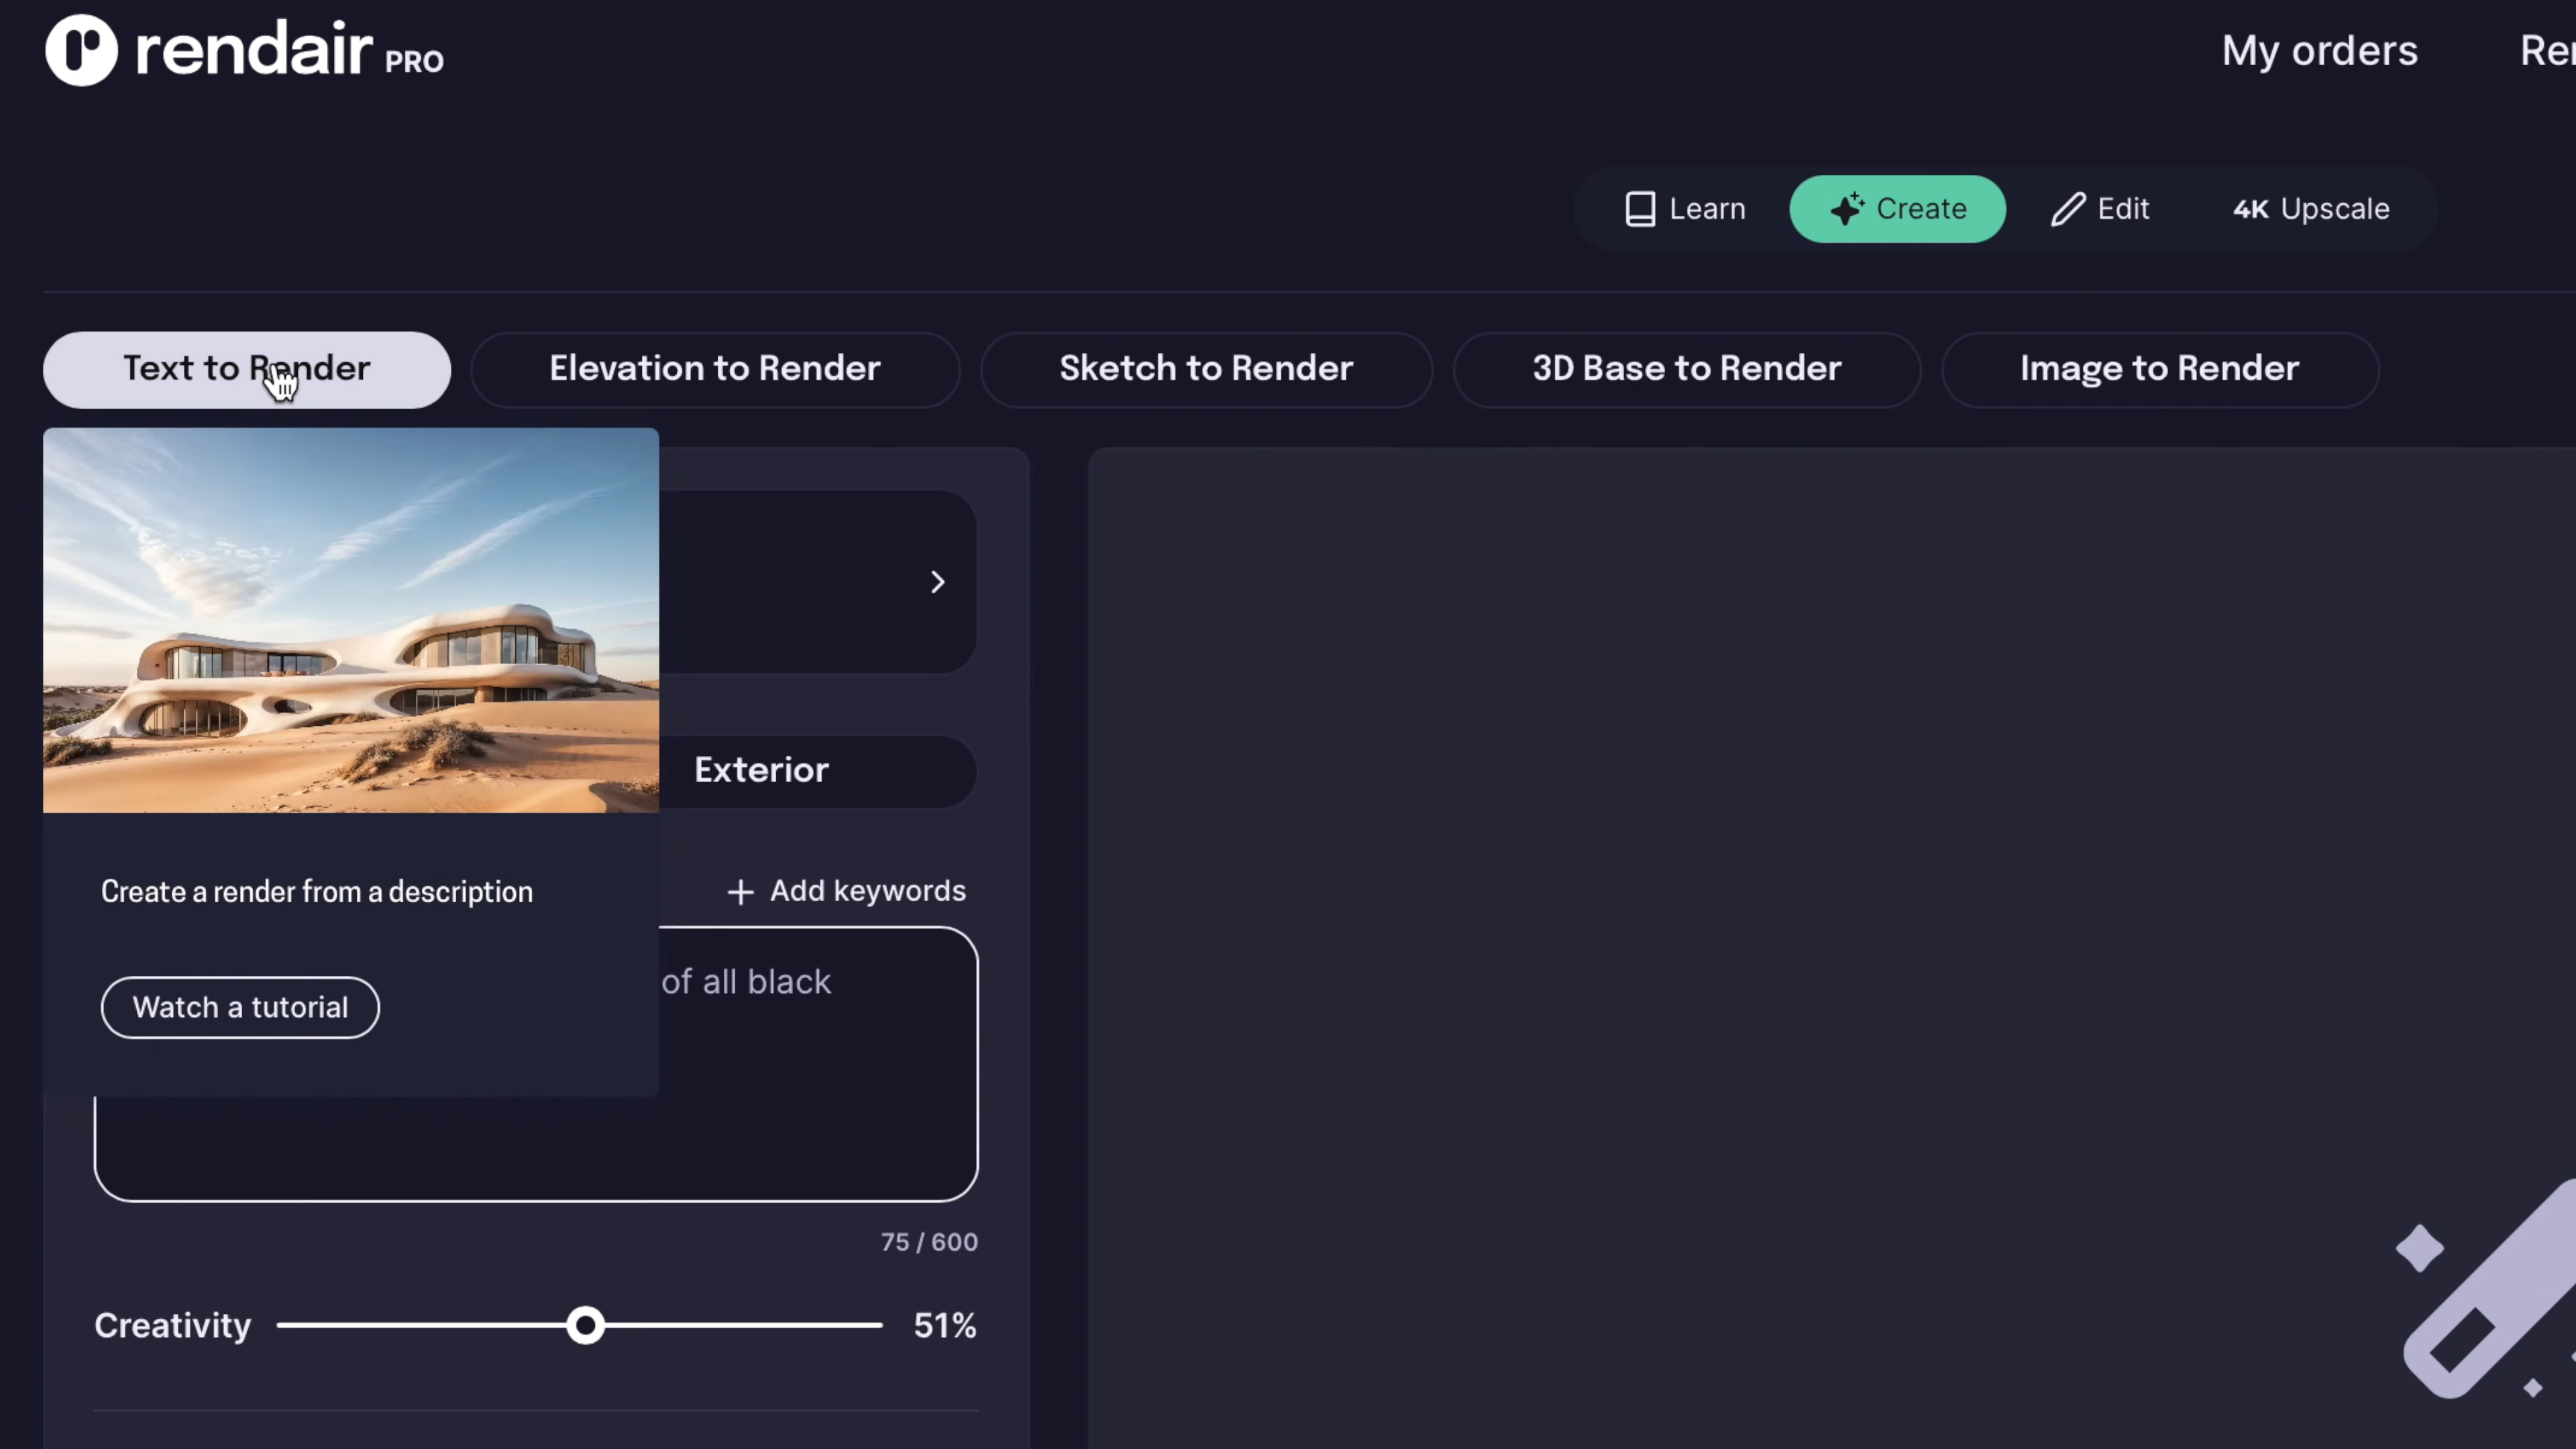 rendair PRO
My orders
Learn
Create
Edit
4K Upscale
Text to Render
Elevation to Render
Sketch to Render
3D Base to Render
Image to Render
Exterior
Create a render from a description
+ Add keywords
of all black
Watch a tutorial
75 / 600
Creativity
51%